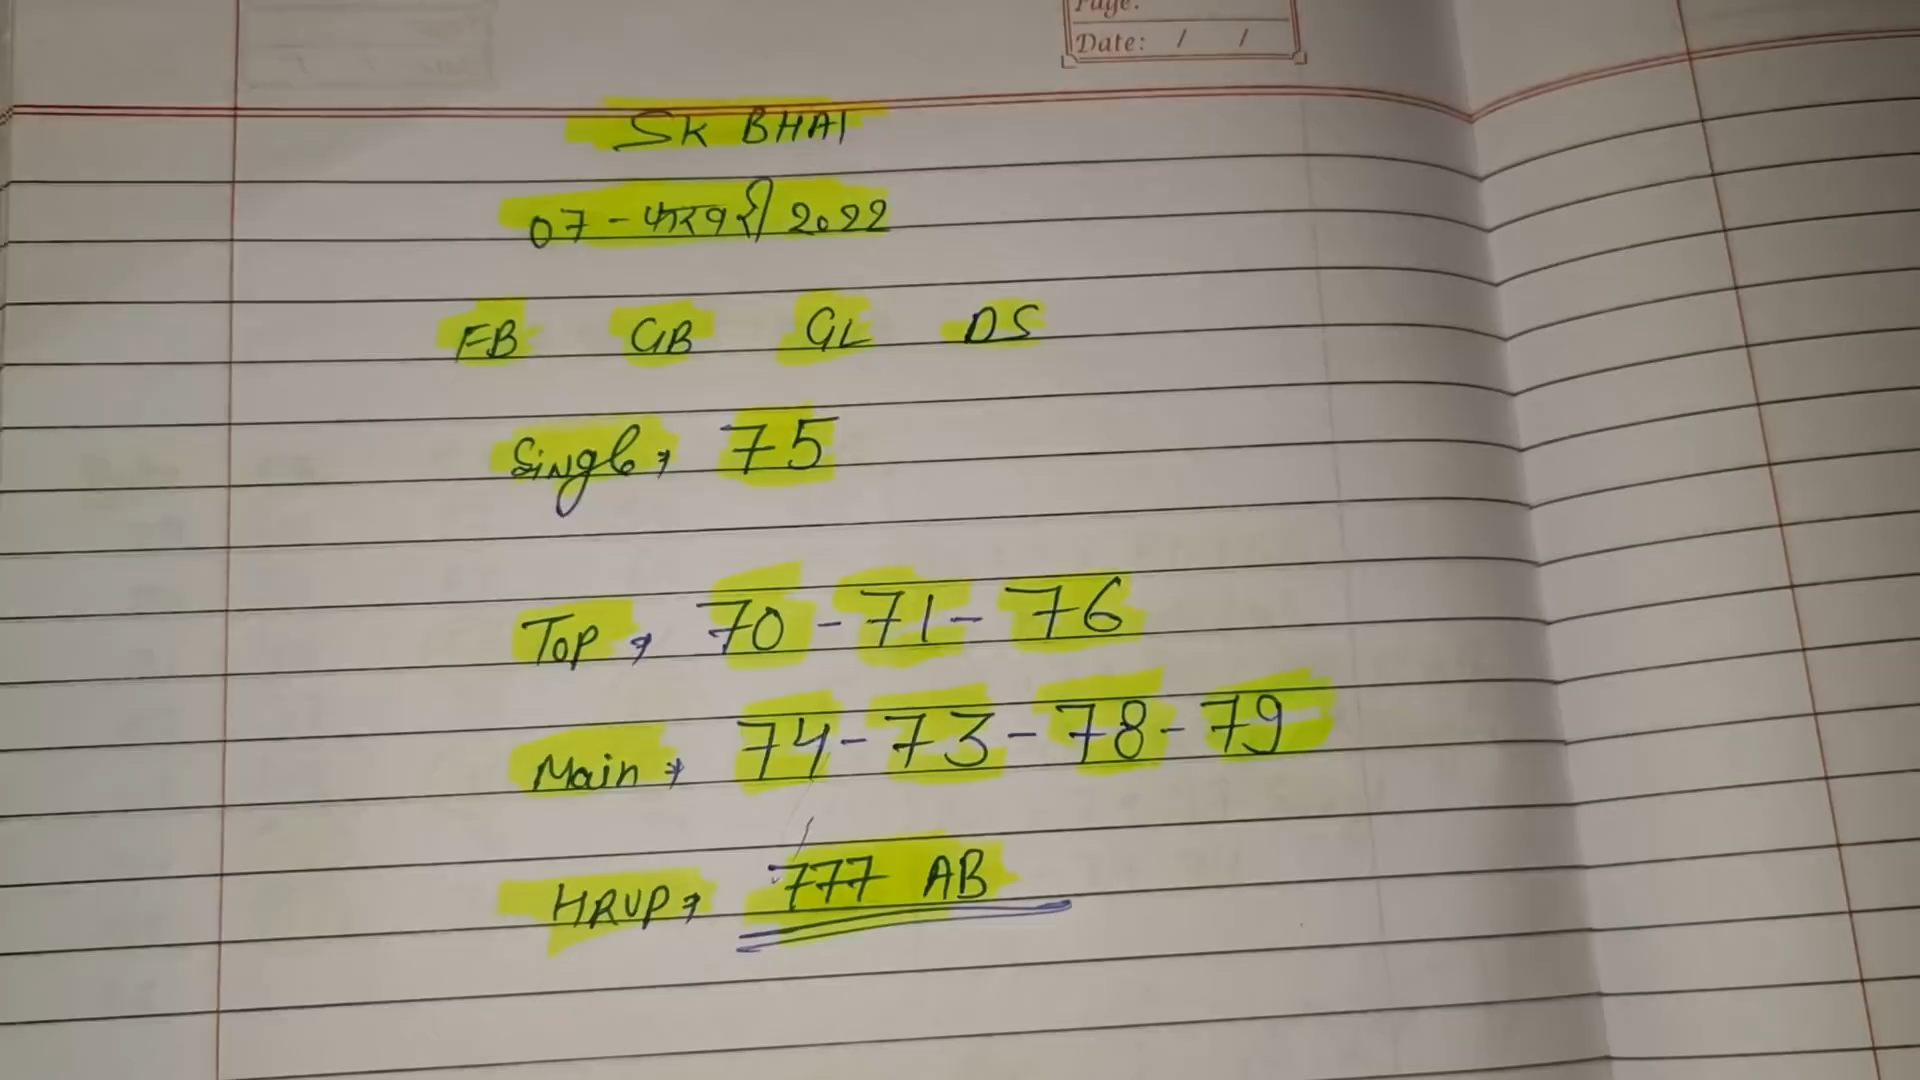 Page:
Date: / /
SK BHAI
07 - फरवरी 2022
FB GB GL DS
Single → 75
Top → 70 - 71 - 76
Main → 74 - 73 - 78 - 79
HRUP → 777 AB